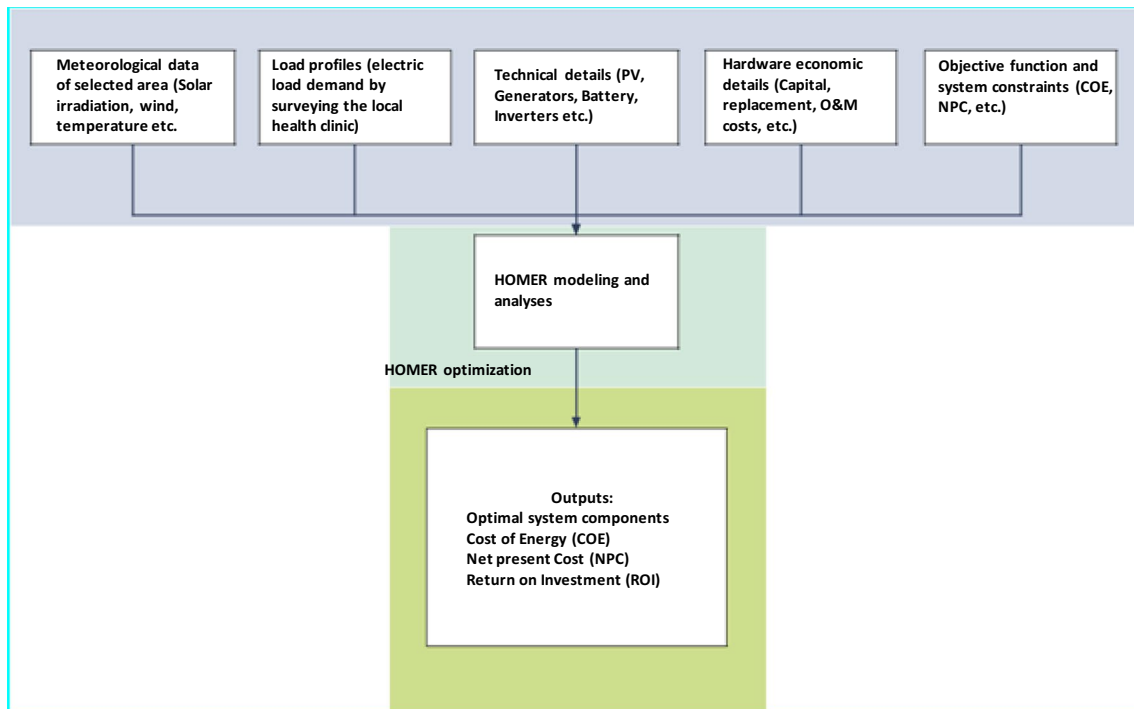 Meteorological data
of selected area (Solar
irradiation, wind,
temperature etc.
Load profiles (electric
load demand by
surveying the local
health clinic)
Technical details (PV,
Generators, Battery,
Inverters etc.)
Hardware economic
details (Capital,
replacement, O&M
costs, etc.)
Objective function and
system constraints (COE,
NPC, etc.)
HOMER modeling and
analyses
HOMER optimization
Outputs:
Optimal system components
Cost of Energy (COE)
Net present Cost (NPC)
Return on Investment (ROI)